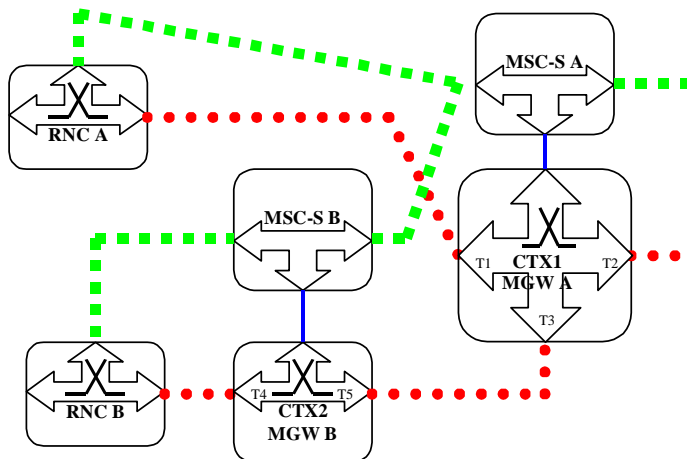 MSC-S A
RNC A
MSC-S B
T1
CTX1
T2
MGW A
T3
RNC B
T4
T5
CTX2
MGW B